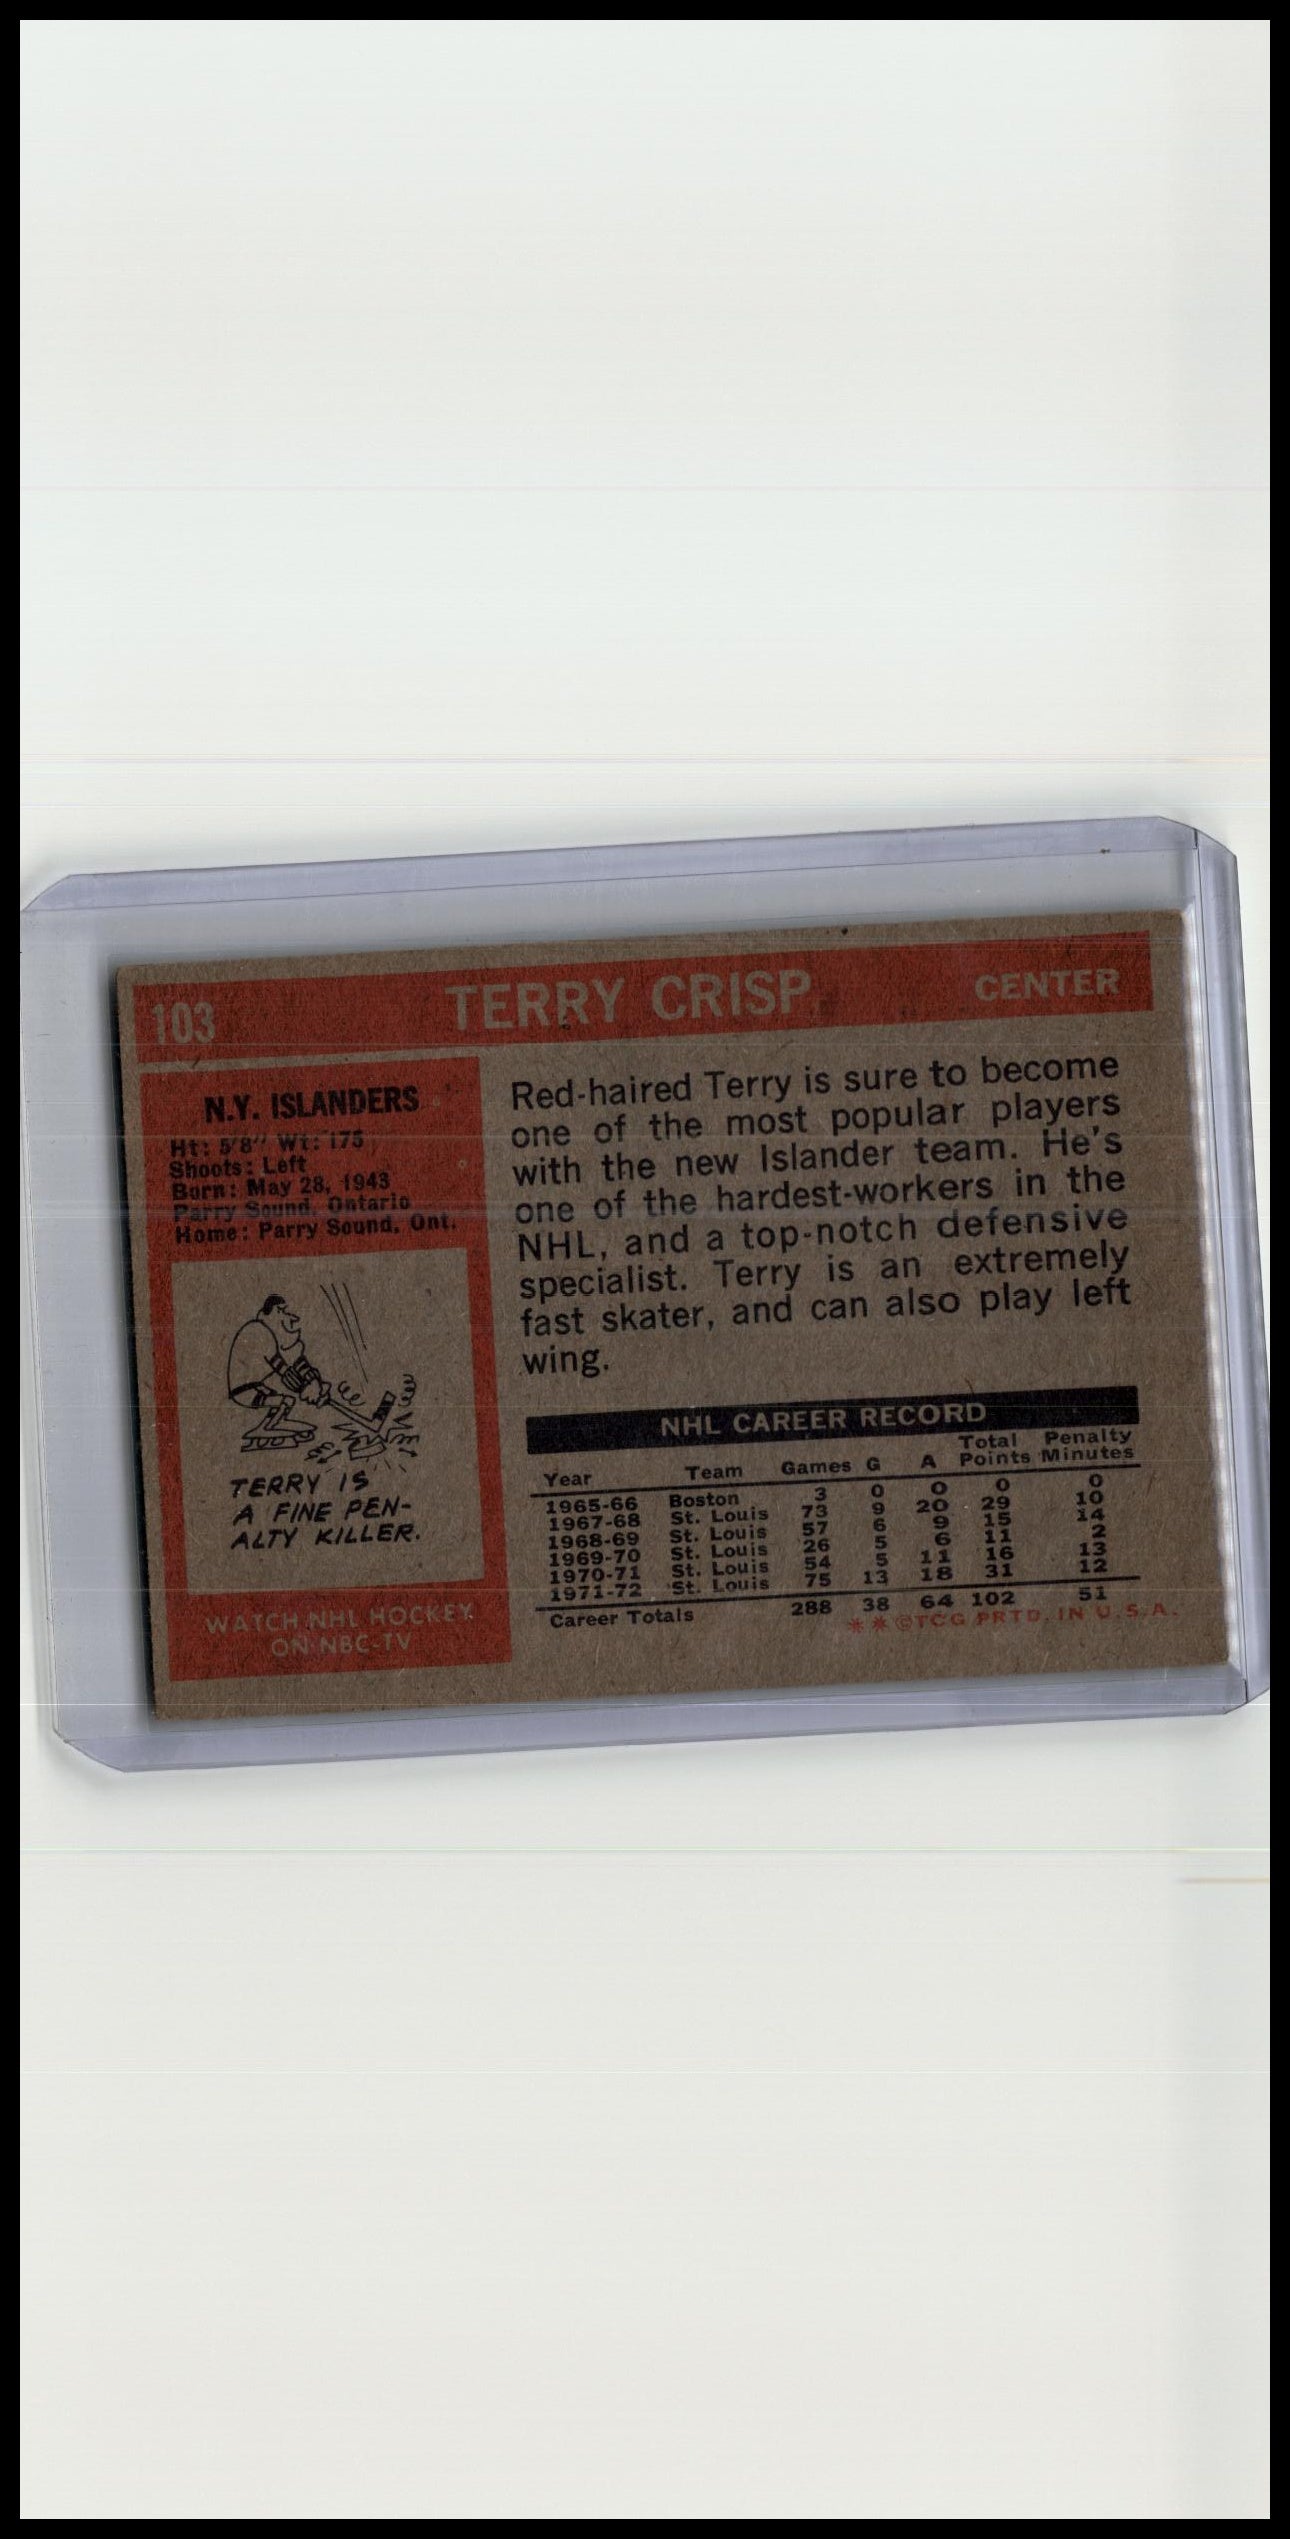 103 TERRY CRISP CENTER
N.Y. ISLANDERS
Ht: 5'8" Wt: 175
Shoots: Left
Born: May 28, 1943
Parry Sound, Ontario
Home: Parry Sound, Ont.
TERRY IS
A FINE PEN-
ALTY KILLER.
WATCH NHL HOCKEY
ON NBC-TV
Red-haired Terry is sure to become
one of the most popular players
with the new Islander team. He's
one of the hardest-workers in the
NHL, and a top-notch defensive
specialist. Terry is an extremely
fast skater, and can also play left
wing.
NHL CAREER RECORD
Year Team Games G A Total Points Penalty Minutes
1965-66 Boston 3 0 0 0 0
1967-68 St. Louis 73 9 20 29 10
1968-69 St. Louis 57 6 9 15 14
1969-70 St. Louis 26 5 6 11 2
1970-71 St. Louis 54 5 11 16 13
1971-72 St. Louis 75 13 18 31 12
Career Totals 288 38 64 102 51
**©TCG PRTD. IN U.S.A.